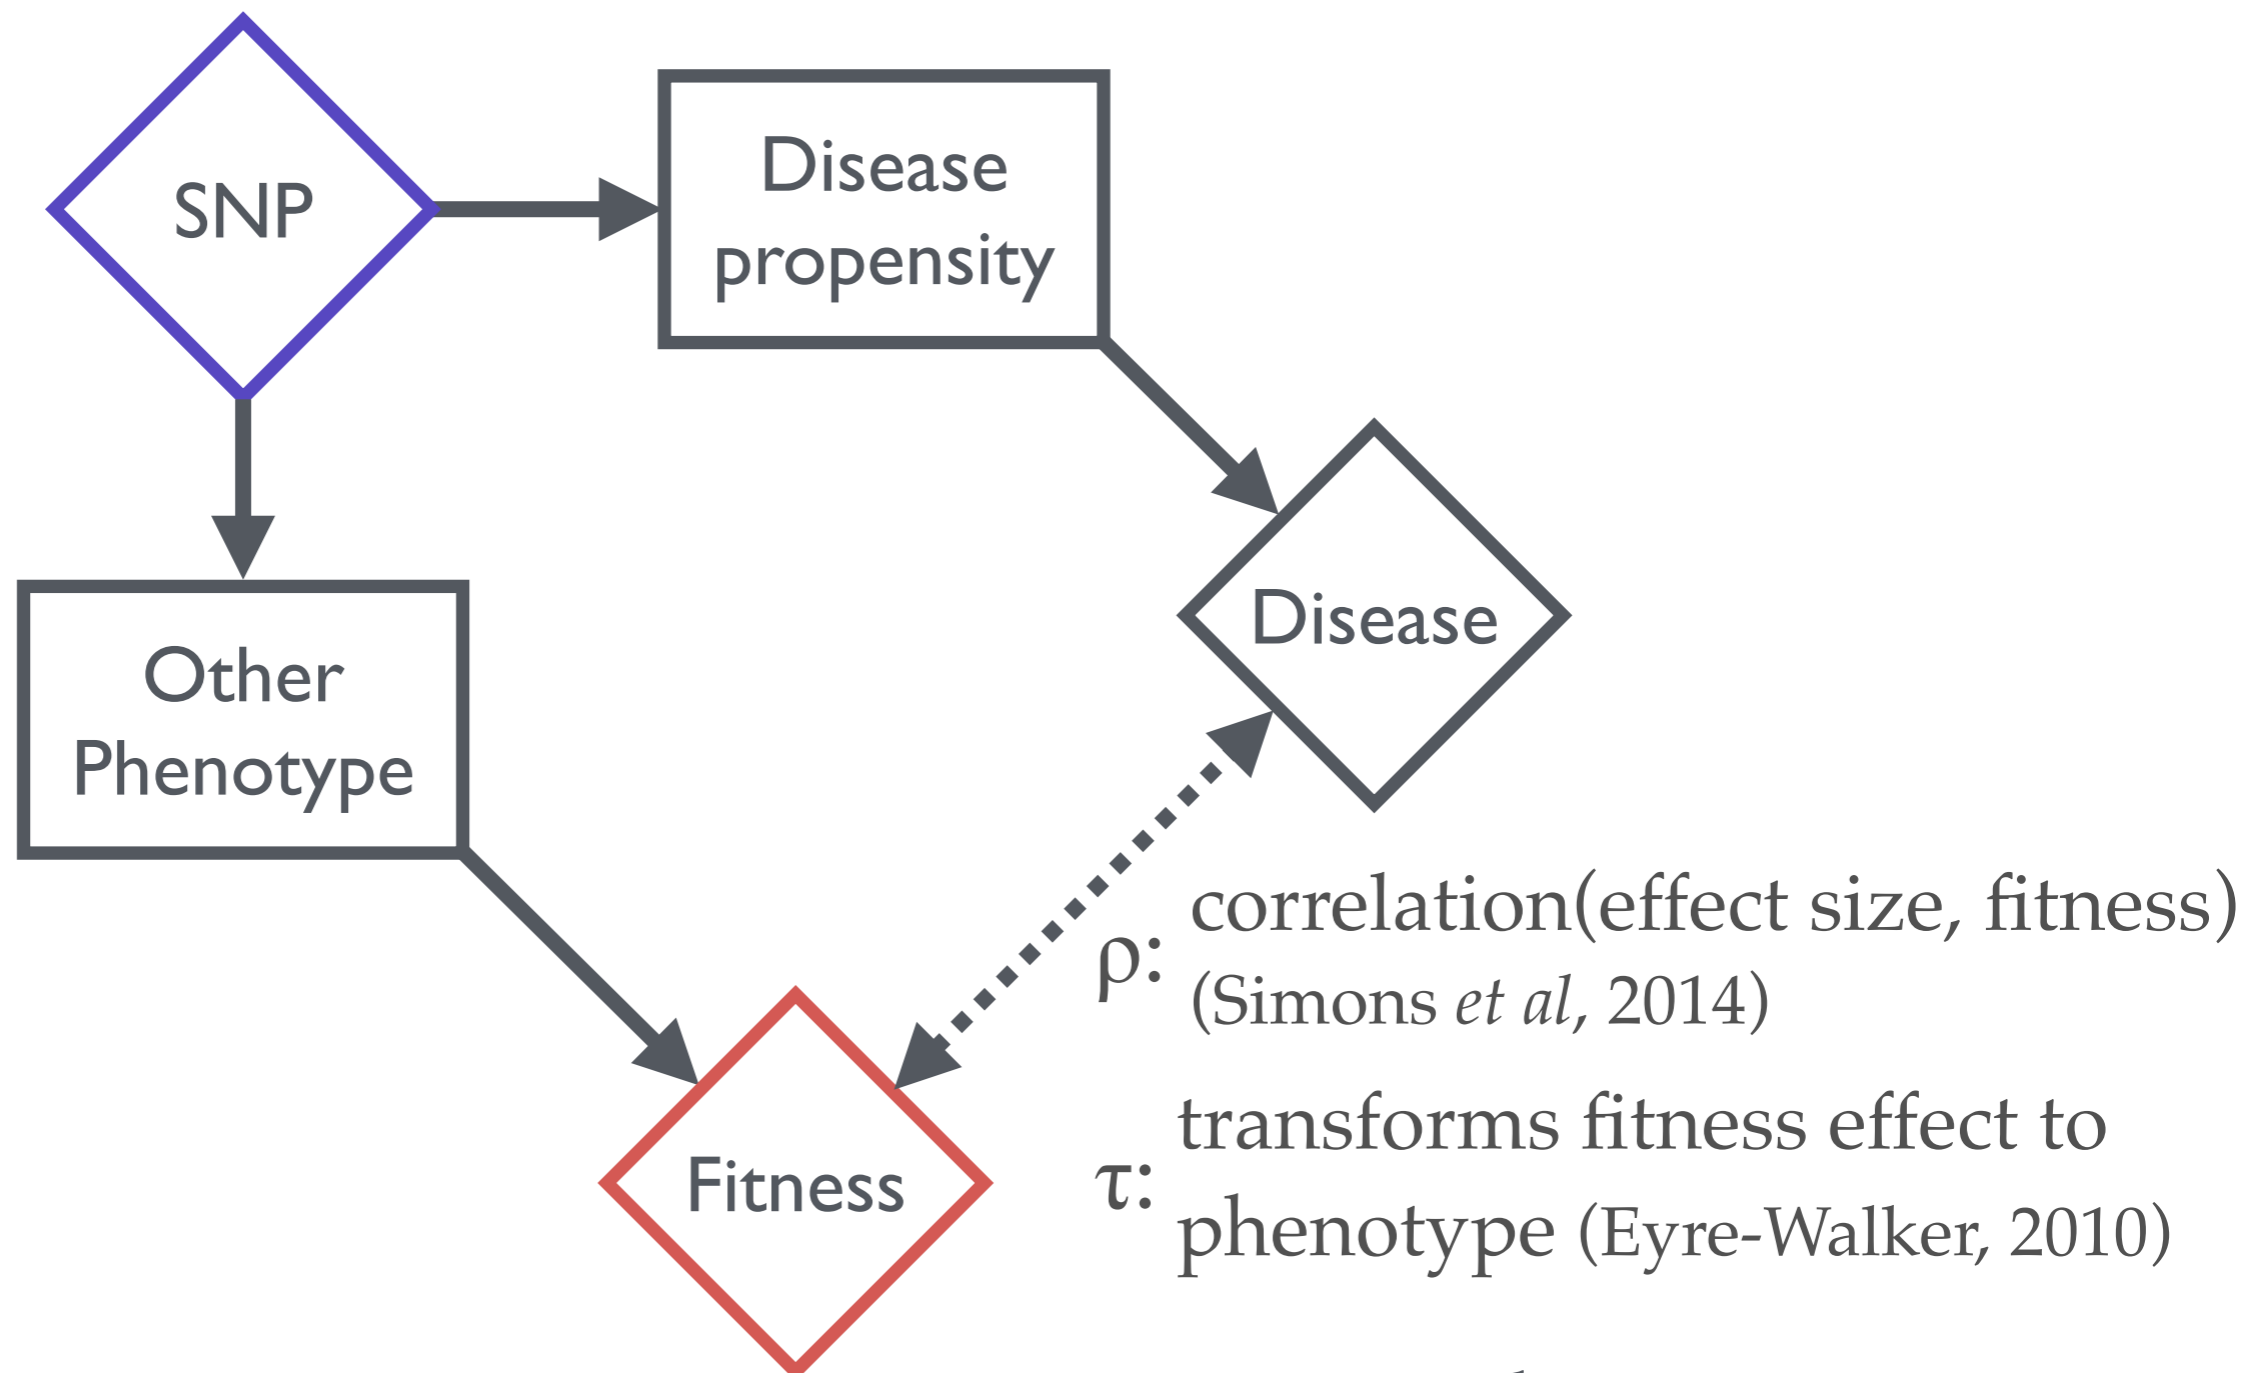 SNP
Disease
propensity
Other
Phenotype
Disease
Fitness
ρ: correlation(effect size, fitness)
(Simons et al, 2014)
τ: transforms fitness effect to
phenotype (Eyre-Walker, 2010)